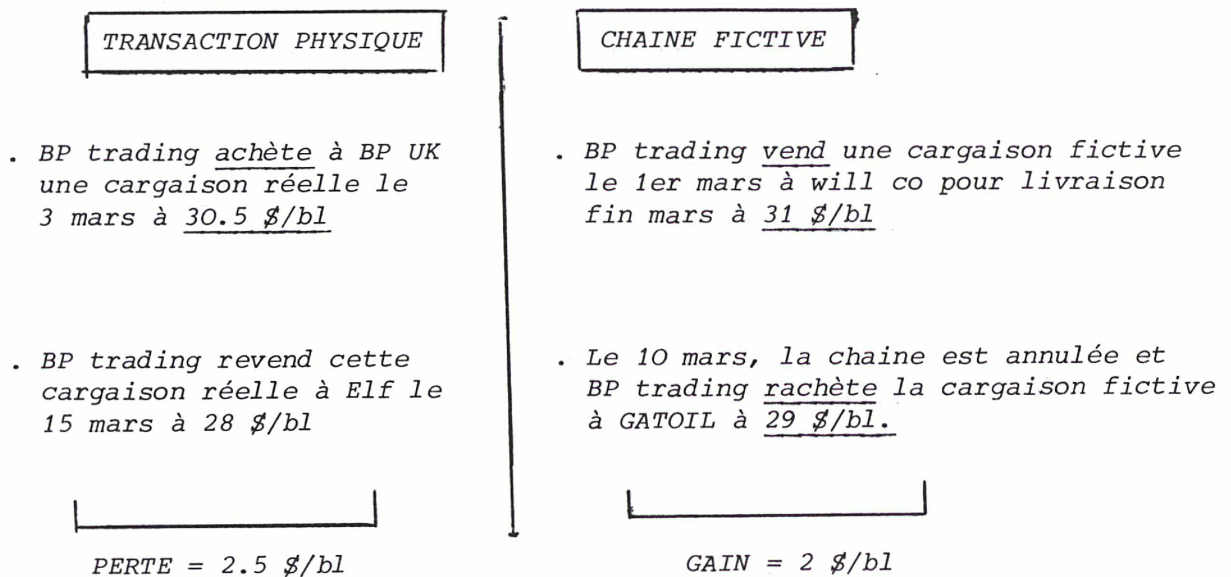 TRANSACTION PHYSIQUE
. BP trading achète à BP UK
une cargaison réelle le
3 mars à 30.5 $/bl
. BP trading revend cette
cargaison réelle à Elf le
15 mars à 28 $/bl
PERTE = 2.5 $/bl
CHAINE FICTIVE
. BP trading vend une cargaison fictive
le 1er mars à will co pour livraison
fin mars à 31 $/bl
. Le 10 mars, la chaine est annulée et
BP trading rachète la cargaison fictive
à GATOIL à 29 $/bl.
GAIN = 2 $/bl